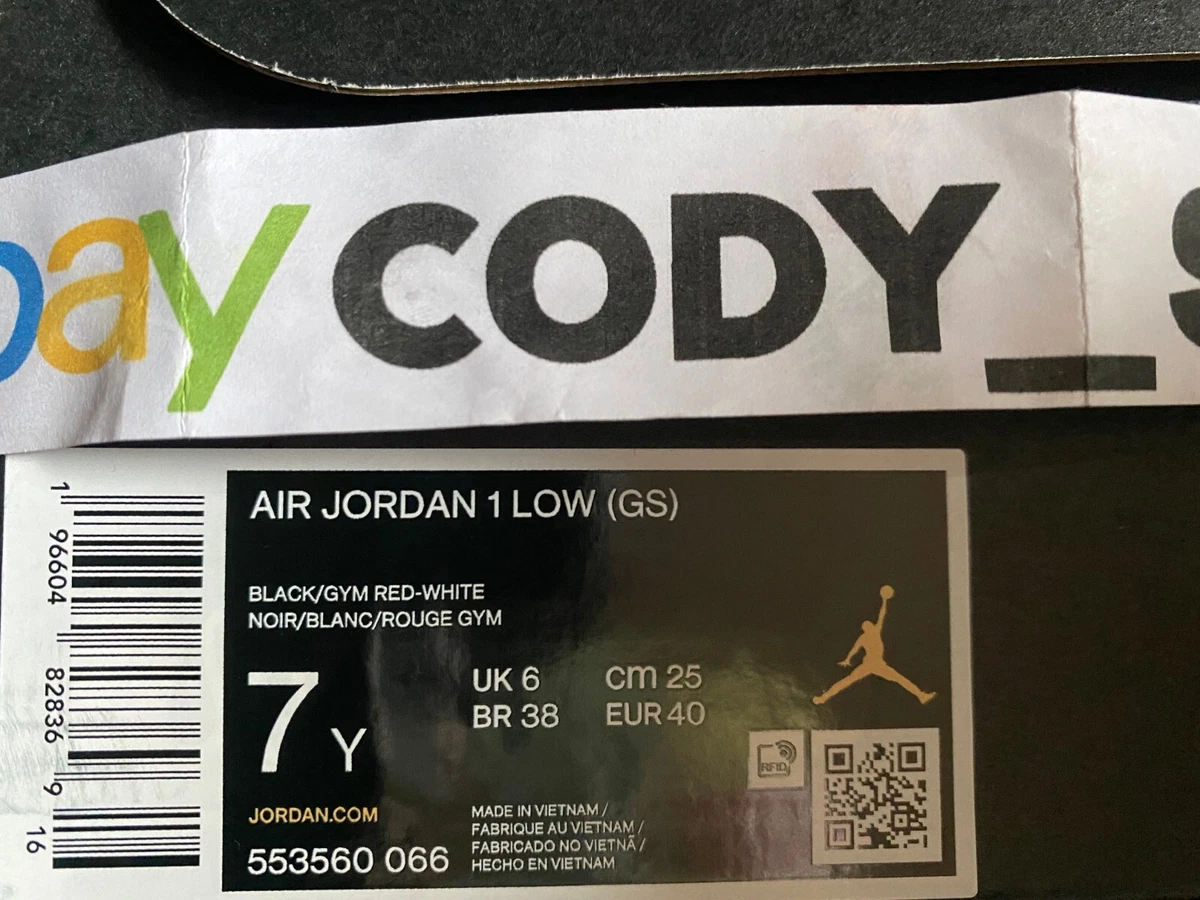 bay CODY_S
AIR JORDAN 1 LOW (GS)
BLACK/GYM RED-WHITE
NOIR/BLANC/ROUGE GYM
7 Y
UK 6 cm 25
BR 38 EUR 40
RFID
JORDAN.COM
553560 066
MADE IN VIETNAM /
FABRIQUE AU VIETNAM /
FABRICADO NO VIETNÃ /
HECHO EN VIETNAM
1 96604 82836 9 16